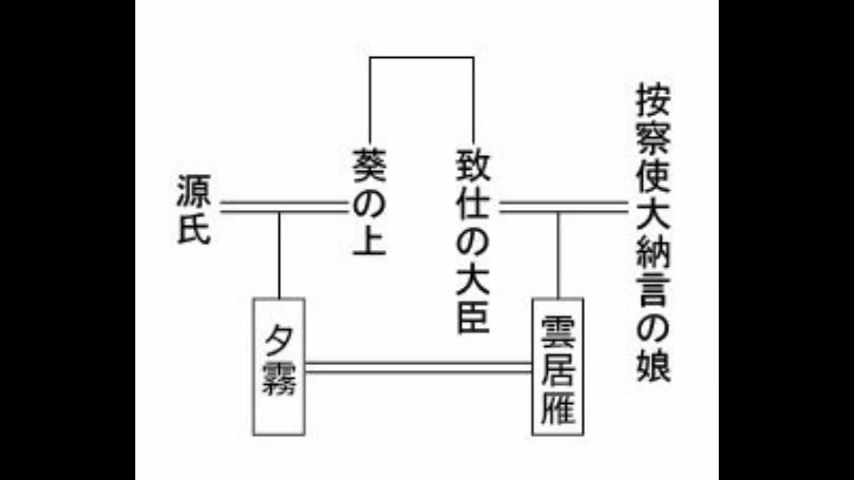 源氏
葵の上
致仕の大臣
按察使大納言の娘
夕霧
雲居雁